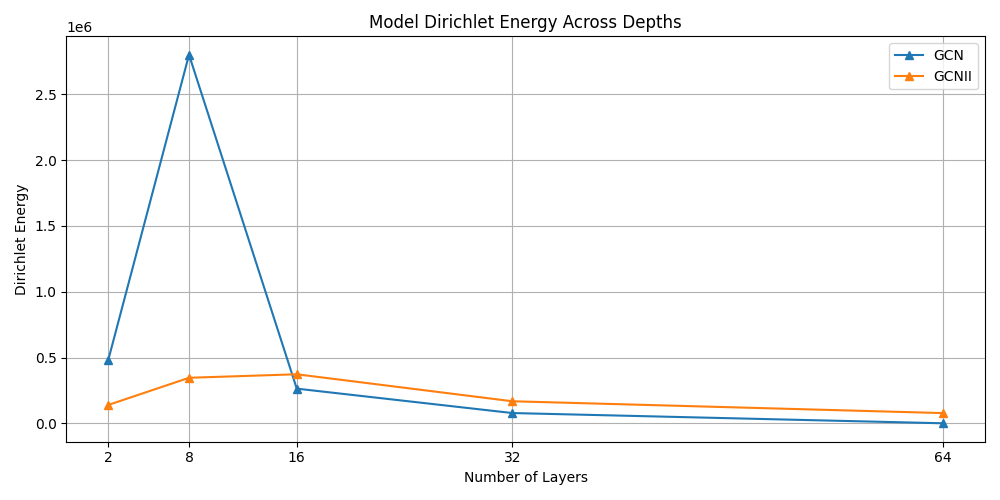 Model Dirichlet Energy Across Depths
1e6
GCN
GCNII
2.5
2.0
1.5
1.0
0.5
0.0
Dirichlet Energy
2 8 16 32 64
Number of Layers